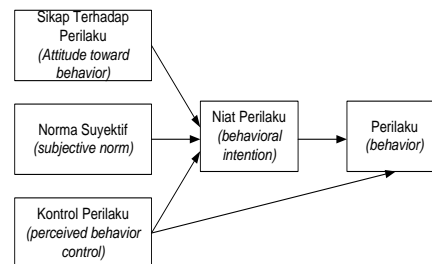 Sikap Terhadap
Perilaku
(Attitude toward
behavior)
Norma Suyektif
(subjective norm)
Niat Perilaku
(behavioral
intention)
Perilaku
(behavior)
Kontrol Perilaku
(perceived behavior
control)